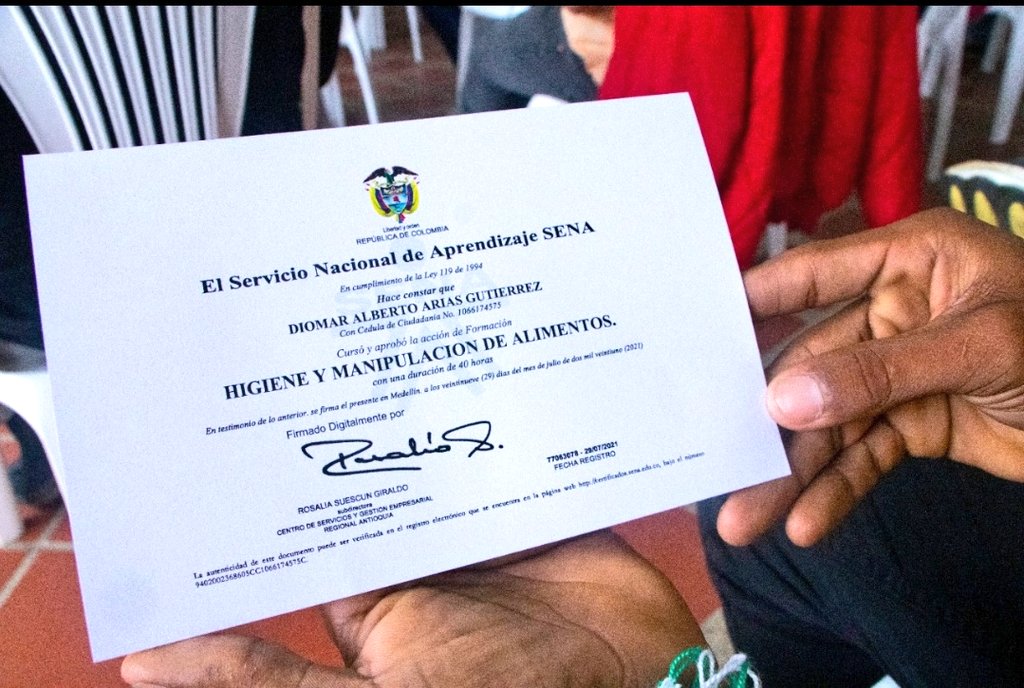 Libertad y orden
REPÚBLICA DE COLOMBIA
El Servicio Nacional de Aprendizaje SENA
En cumplimiento de la Ley 119 de 1994
Hace constar que
DIOMAR ALBERTO ARIAS GUTIERREZ
Con Cedula de Ciudadania No. 1066174575
Cursó y aprobó la acción de Formación
HIGIENE Y MANIPULACION DE ALIMENTOS.
con una duración de 40 horas
En testimonio de lo anterior, se firma el presente en Medellín, a los veintinueve (29) días del mes de julio de dos mil veintiuno (2021)
Firmado Digitalmente por
ROSALIA SUESCUN GIRALDO
subdirectora
CENTRO DE SERVICIOS Y GESTIÓN EMPRESARIAL
REGIONAL ANTIOQUIA
77083078 - 29/07/2021
FECHA REGISTRO
La autenticidad de este documento puede ser verificada en el registro electrónico que se encuentra en la página web http://certificados.sena.edu.co, bajo el número
9402002368605CC1066174575C.